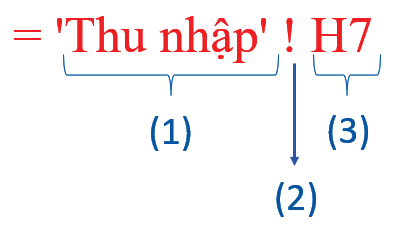 = 'Thu nhập' ! H7
(1) (3)
(2)